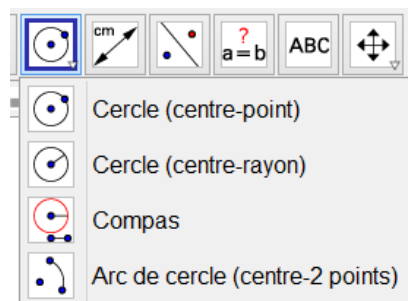 cm
?
a=b
ABC
Cercle (centre-point)
Cercle (centre-rayon)
Compas
Arc de cercle (centre-2 points)